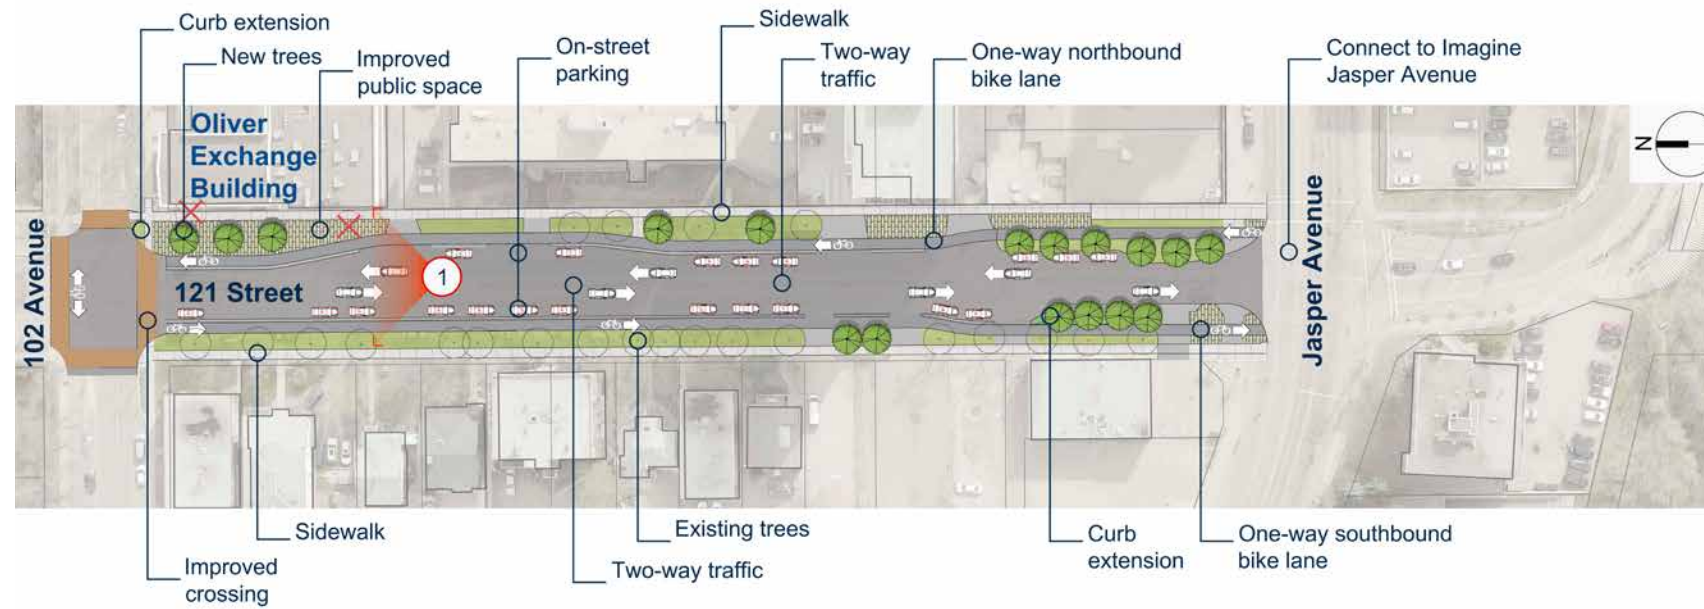 Curb extension
New trees
Improved
public space
On-street
parking
Sidewalk
Two-way
traffic
One-way northbound
bike lane
Connect to Imagine
Jasper Avenue
Oliver
Exchange
Building
N
102 Avenue
121 Street
1
Jasper Avenue
Sidewalk
Improved
crossing
Existing trees
Two-way traffic
Curb
extension
One-way southbound
bike lane